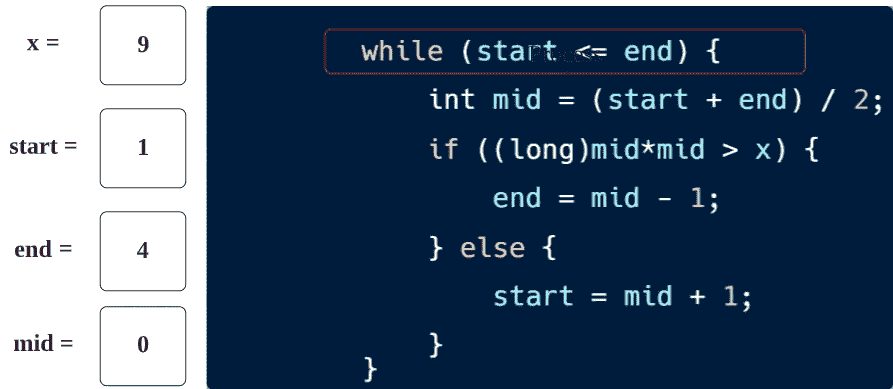 x = 9
start = 1
end = 4
mid = 0
while (start <= end) {
int mid = (start + end) / 2;
if ((long)mid*mid > x) {
end = mid - 1;
} else {
start = mid + 1;
}
}